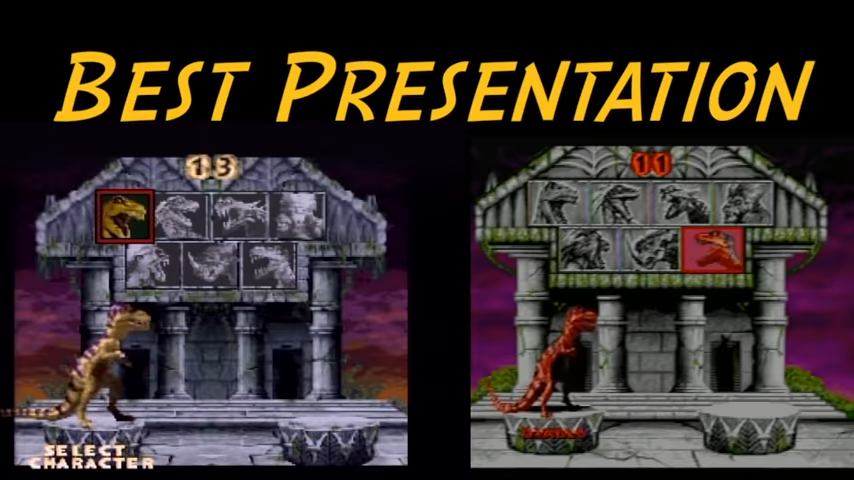 BEST PRESENTATION
13
11
SELECT
CHARACTER